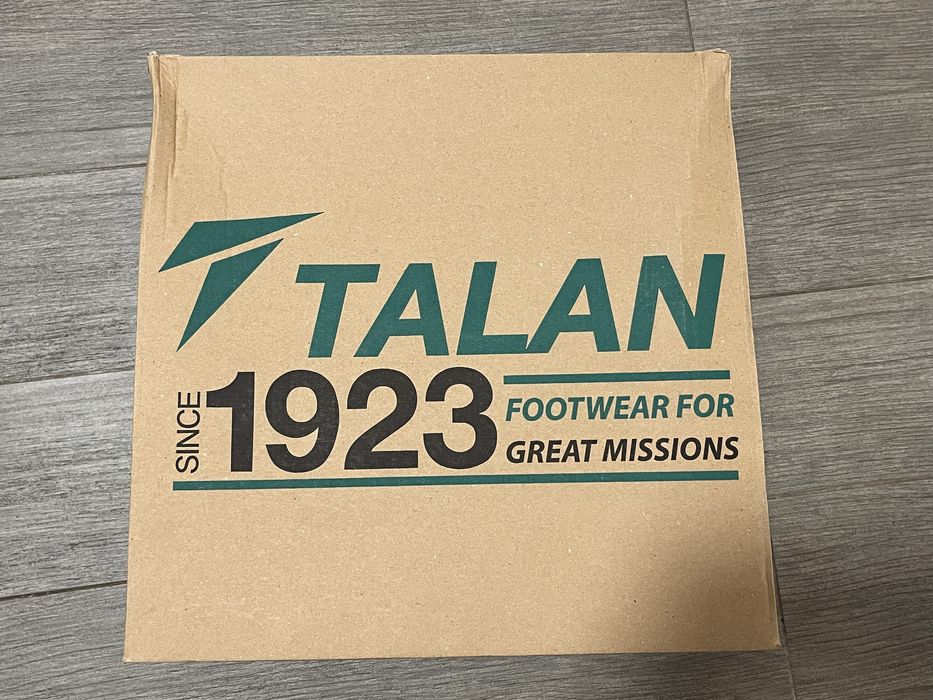 TALAN
SINCE 1923
FOOTWEAR FOR
GREAT MISSIONS